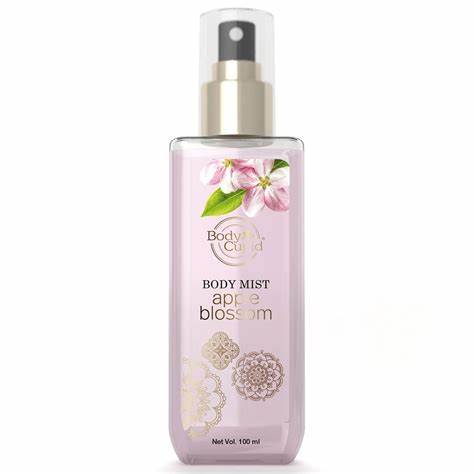 Body
Cupid
BODY MIST
apple
blossom
Net Vol. 100 ml